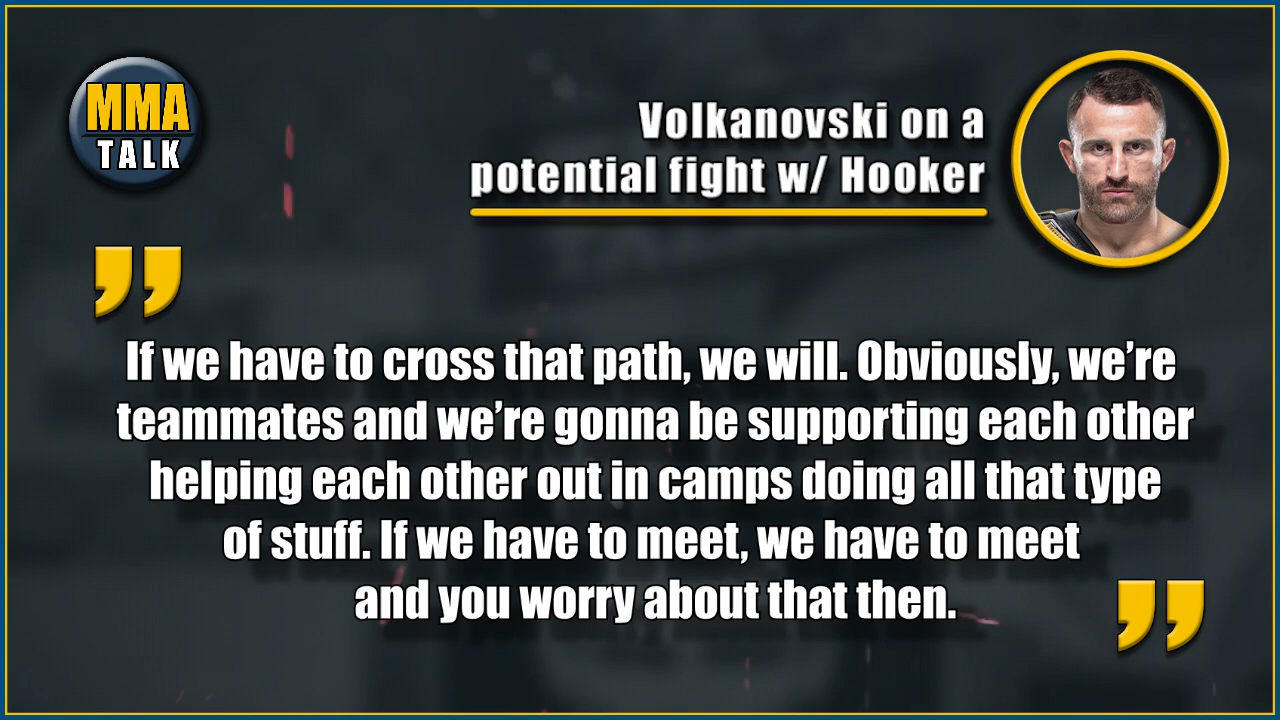 MMA
TALK
Volkanovski on a
potential fight w/ Hooker
If we have to cross that path, we will. Obviously, we’re
teammates and we’re gonna be supporting each other
helping each other out in camps doing all that type
of stuff. If we have to meet, we have to meet
and you worry about that then.